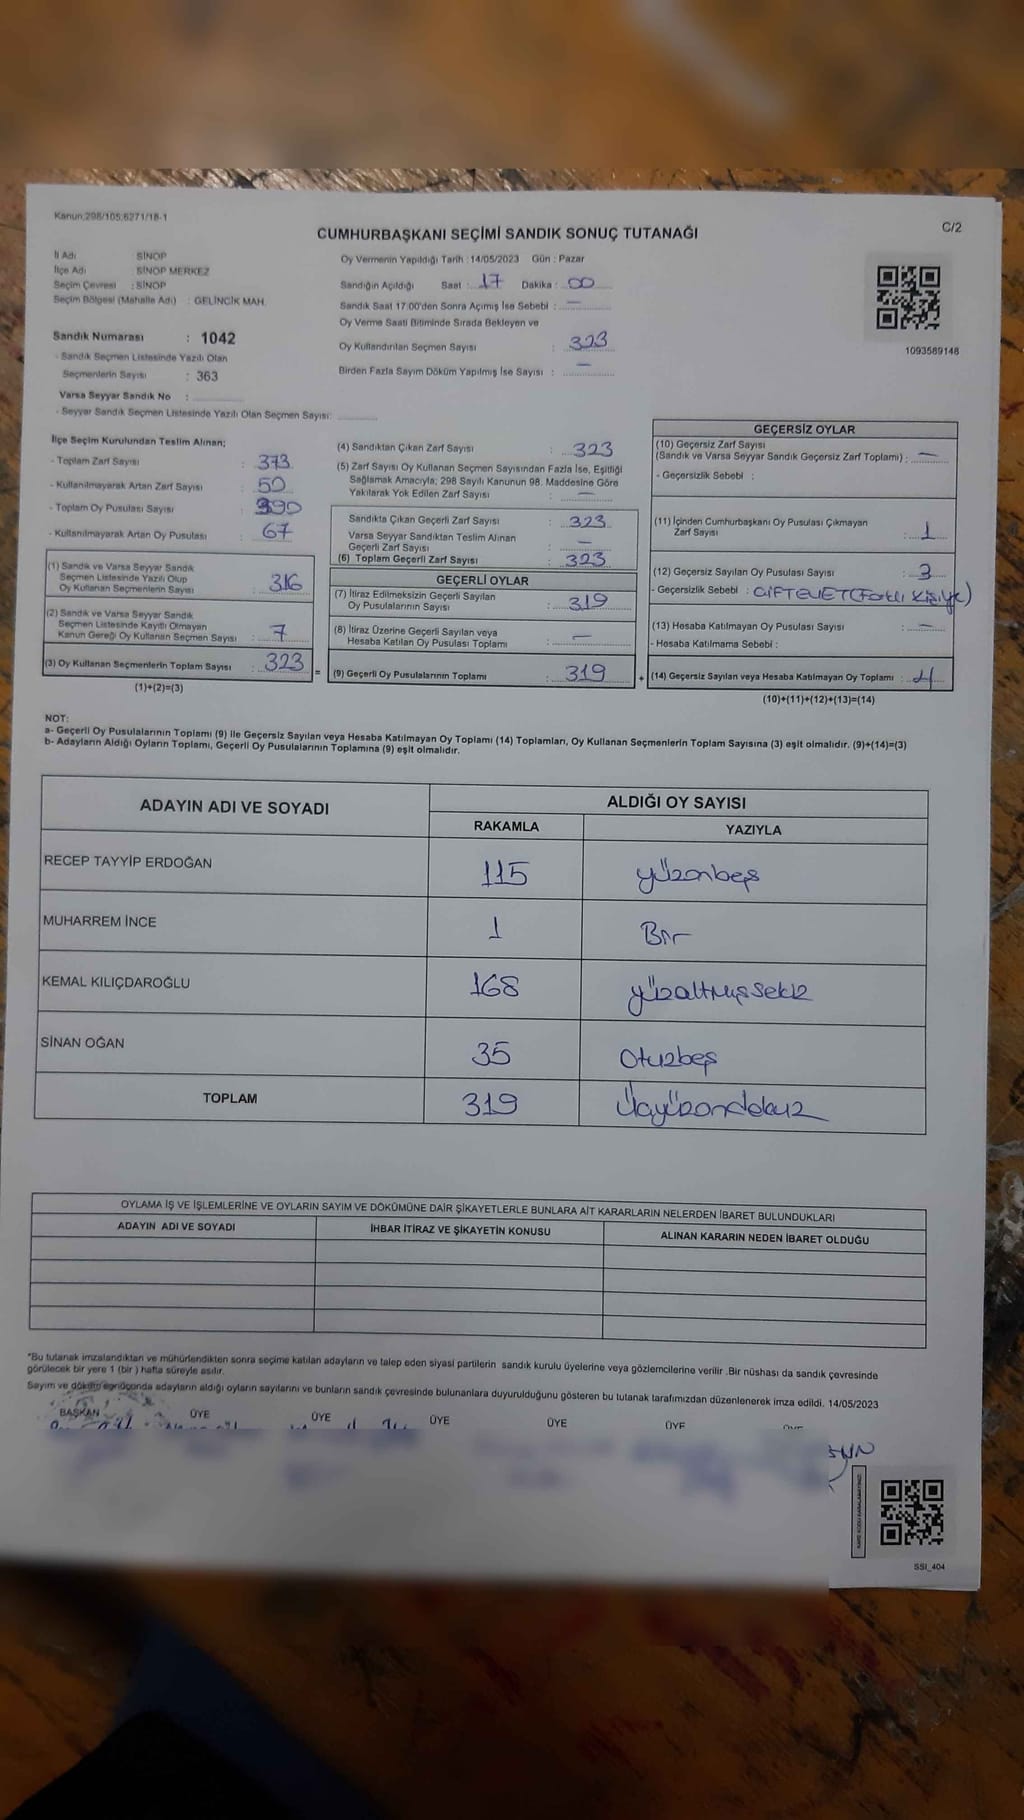 Kanun;298/105;6271/18-1
C/2
CUMHURBAŞKANI SEÇİMİ SANDIK SONUÇ TUTANAĞI
İl Adı : SİNOP
İlçe Adı : SİNOP MERKEZ
Seçim Çevresi : SİNOP
Seçim Bölgesi (Mahalle Adı) : GELİNCİK MAH.
Sandık Numarası : 1042
- Sandık Seçmen Listesinde Yazılı Olan
Seçmenlerin Sayısı : 363
Varsa Seyyar Sandık No :
- Seyyar Sandık Seçmen Listesinde Yazılı Olan Seçmen Sayısı:
Oy Vermenin Yapıldığı Tarih :14/05/2023 Gün : Pazar
Sandığın Açıldığı Saat : 17 Dakika : 00
Sandık Saat 17.00'den Sonra Açmış İse Sebebi : —
Oy Verme Saati Bitiminde Sırada Bekleyen ve
Oy Kullandırılan Seçmen Sayısı : 323
Birden Fazla Sayım Döküm Yapılmış İse Sayısı : —
1093589148
İlçe Seçim Kurulundan Teslim Alınan;
- Toplam Zarf Sayısı : 373
- Kullanılmayarak Artan Zarf Sayısı : 50
- Toplam Oy Pusulası Sayısı : 390
- Kullanılmayarak Artan Oy Pusulası : 67
(1) Sandık ve Varsa Seyyar Sandık
Seçmen Listesinde Yazılı Olup
Oy Kullanan Seçmenlerin Sayısı : 316
(2) Sandık ve Varsa Seyyar Sandık
Seçmen Listesinde Kayıtlı Olmayan
Kanun Gereği Oy Kullanan Seçmen Sayısı : 7
(3) Oy Kullanan Seçmenlerin Toplam Sayısı : 323 =
(1)+(2)=(3)
(4) Sandıktan Çıkan Zarf Sayısı : 323
(5) Zarf Sayısı Oy Kullanan Seçmen Sayısından Fazla İse, Eşitliği
Sağlamak Amacıyla; 298 Sayılı Kanunun 98. Maddesine Göre
Yakılarak Yok Edilen Zarf Sayısı : —
Sandıkta Çıkan Geçerli Zarf Sayısı : 323
Varsa Seyyar Sandıktan Teslim Alınan
Geçerli Zarf Sayısı : —
(6) Toplam Geçerli Zarf Sayısı : 323
GEÇERLİ OYLAR
(7) İtiraz Edilmeksizin Geçerli Sayılan
Oy Pusulalarının Sayısı : 319
(8) İtiraz Üzerine Geçerli Sayılan veya
Hesaba Katılan Oy Pusulası Toplamı : —
(9) Geçerli Oy Pusulalarının Toplamı : 319 +
GEÇERSİZ OYLAR
(10) Geçersiz Zarf Sayısı
(Sandık ve Varsa Seyyar Sandık Geçersiz Zarf Toplamı) : —
- Geçersizlik Sebebi :
(11) İçinden Cumhurbaşkanı Oy Pusulası Çıkmayan
Zarf Sayısı : 1
(12) Geçersiz Sayılan Oy Pusulası Sayısı : 3
- Geçersizlik Sebebi : ÇİFT EVET (Farklı Kişiye)
(13) Hesaba Katılmayan Oy Pusulası Sayısı : —
- Hesaba Katılmama Sebebi :
(14) Geçersiz Sayılan veya Hesaba Katılmayan Oy Toplamı : 4
(10)+(11)+(12)+(13)=(14)
NOT:
a- Geçerli Oy Pusulalarının Toplamı (9) ile Geçersiz Sayılan veya Hesaba Katılmayan Oy Toplamı (14) Toplamları, Oy Kullanan Seçmenlerin Toplam Sayısına (3) eşit olmalıdır. (9)+(14)=(3)
b- Adayların Aldığı Oyların Toplamı, Geçerli Oy Pusulalarının Toplamına (9) eşit olmalıdır.
ADAYIN ADI VE SOYADI
ALDIĞI OY SAYISI
RAKAMLA YAZIYLA
RECEP TAYYİP ERDOĞAN 115 yüzonbeş
MUHARREM İNCE 1 Bir
KEMAL KILIÇDAROĞLU 168 yüzaltmışsekiz
SİNAN OĞAN 35 Otuzbeş
TOPLAM 319 Üçyüzondokuz
OYLAMA İŞ VE İŞLEMLERİNE VE OYLARIN SAYIM VE DÖKÜMÜNE DAİR ŞİKAYETLERLE BUNLARA AİT KARARLARIN NELERDEN İBARET BULUNDUKLARI
ADAYIN ADI VE SOYADI İHBAR İTİRAZ VE ŞİKAYETİN KONUSU ALINAN KARARIN NEDEN İBARET OLDUĞU
*Bu tutanak imzalandıktan ve mühürlendikten sonra seçime katılan adayların ve talep eden siyasi partilerin sandık kurulu üyelerine veya gözlemcilerine verilir .Bir nüshası da sandık çevresinde
görülecek bir yere 1 (bir ) hafta süreyle asılır.
Sayım ve döküm sonucunda adayların aldığı oyların sayılarını ve bunların sandık çevresinde bulunanlara duyurulduğunu gösteren bu tutanak tarafımızdan düzenlenerek imza edildi. 14/05/2023
BAŞKAN ÜYE ÜYE ÜYE ÜYE ÜYE
SSI_404